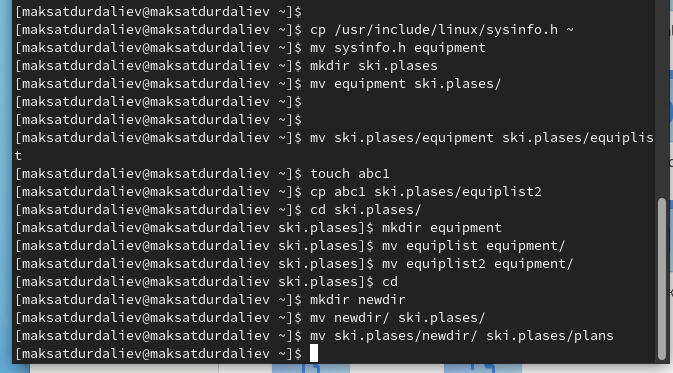 [maksatdurdaliev@maksatdurdaliev ~]$
[maksatdurdaliev@maksatdurdaliev ~]$ cp /usr/include/linux/sysinfo.h ~
[maksatdurdaliev@maksatdurdaliev ~]$ mv sysinfo.h equipment
[maksatdurdaliev@maksatdurdaliev ~]$ mkdir ski.plases
[maksatdurdaliev@maksatdurdaliev ~]$ mv equipment ski.plases/
[maksatdurdaliev@maksatdurdaliev ~]$
[maksatdurdaliev@maksatdurdaliev ~]$
[maksatdurdaliev@maksatdurdaliev ~]$ mv ski.plases/equipment ski.plases/equiplis
t
[maksatdurdaliev@maksatdurdaliev ~]$ touch abc1
[maksatdurdaliev@maksatdurdaliev ~]$ cp abc1 ski.plases/equiplist2
[maksatdurdaliev@maksatdurdaliev ~]$ cd ski.plases/
[maksatdurdaliev@maksatdurdaliev ski.plases]$ mkdir equipment
[maksatdurdaliev@maksatdurdaliev ski.plases]$ mv equiplist equipment/
[maksatdurdaliev@maksatdurdaliev ski.plases]$ mv equiplist2 equipment/
[maksatdurdaliev@maksatdurdaliev ski.plases]$ cd
[maksatdurdaliev@maksatdurdaliev ~]$ mkdir newdir
[maksatdurdaliev@maksatdurdaliev ~]$ mv newdir/ ski.plases/
[maksatdurdaliev@maksatdurdaliev ~]$ mv ski.plases/newdir/ ski.plases/plans
[maksatdurdaliev@maksatdurdaliev ~]$